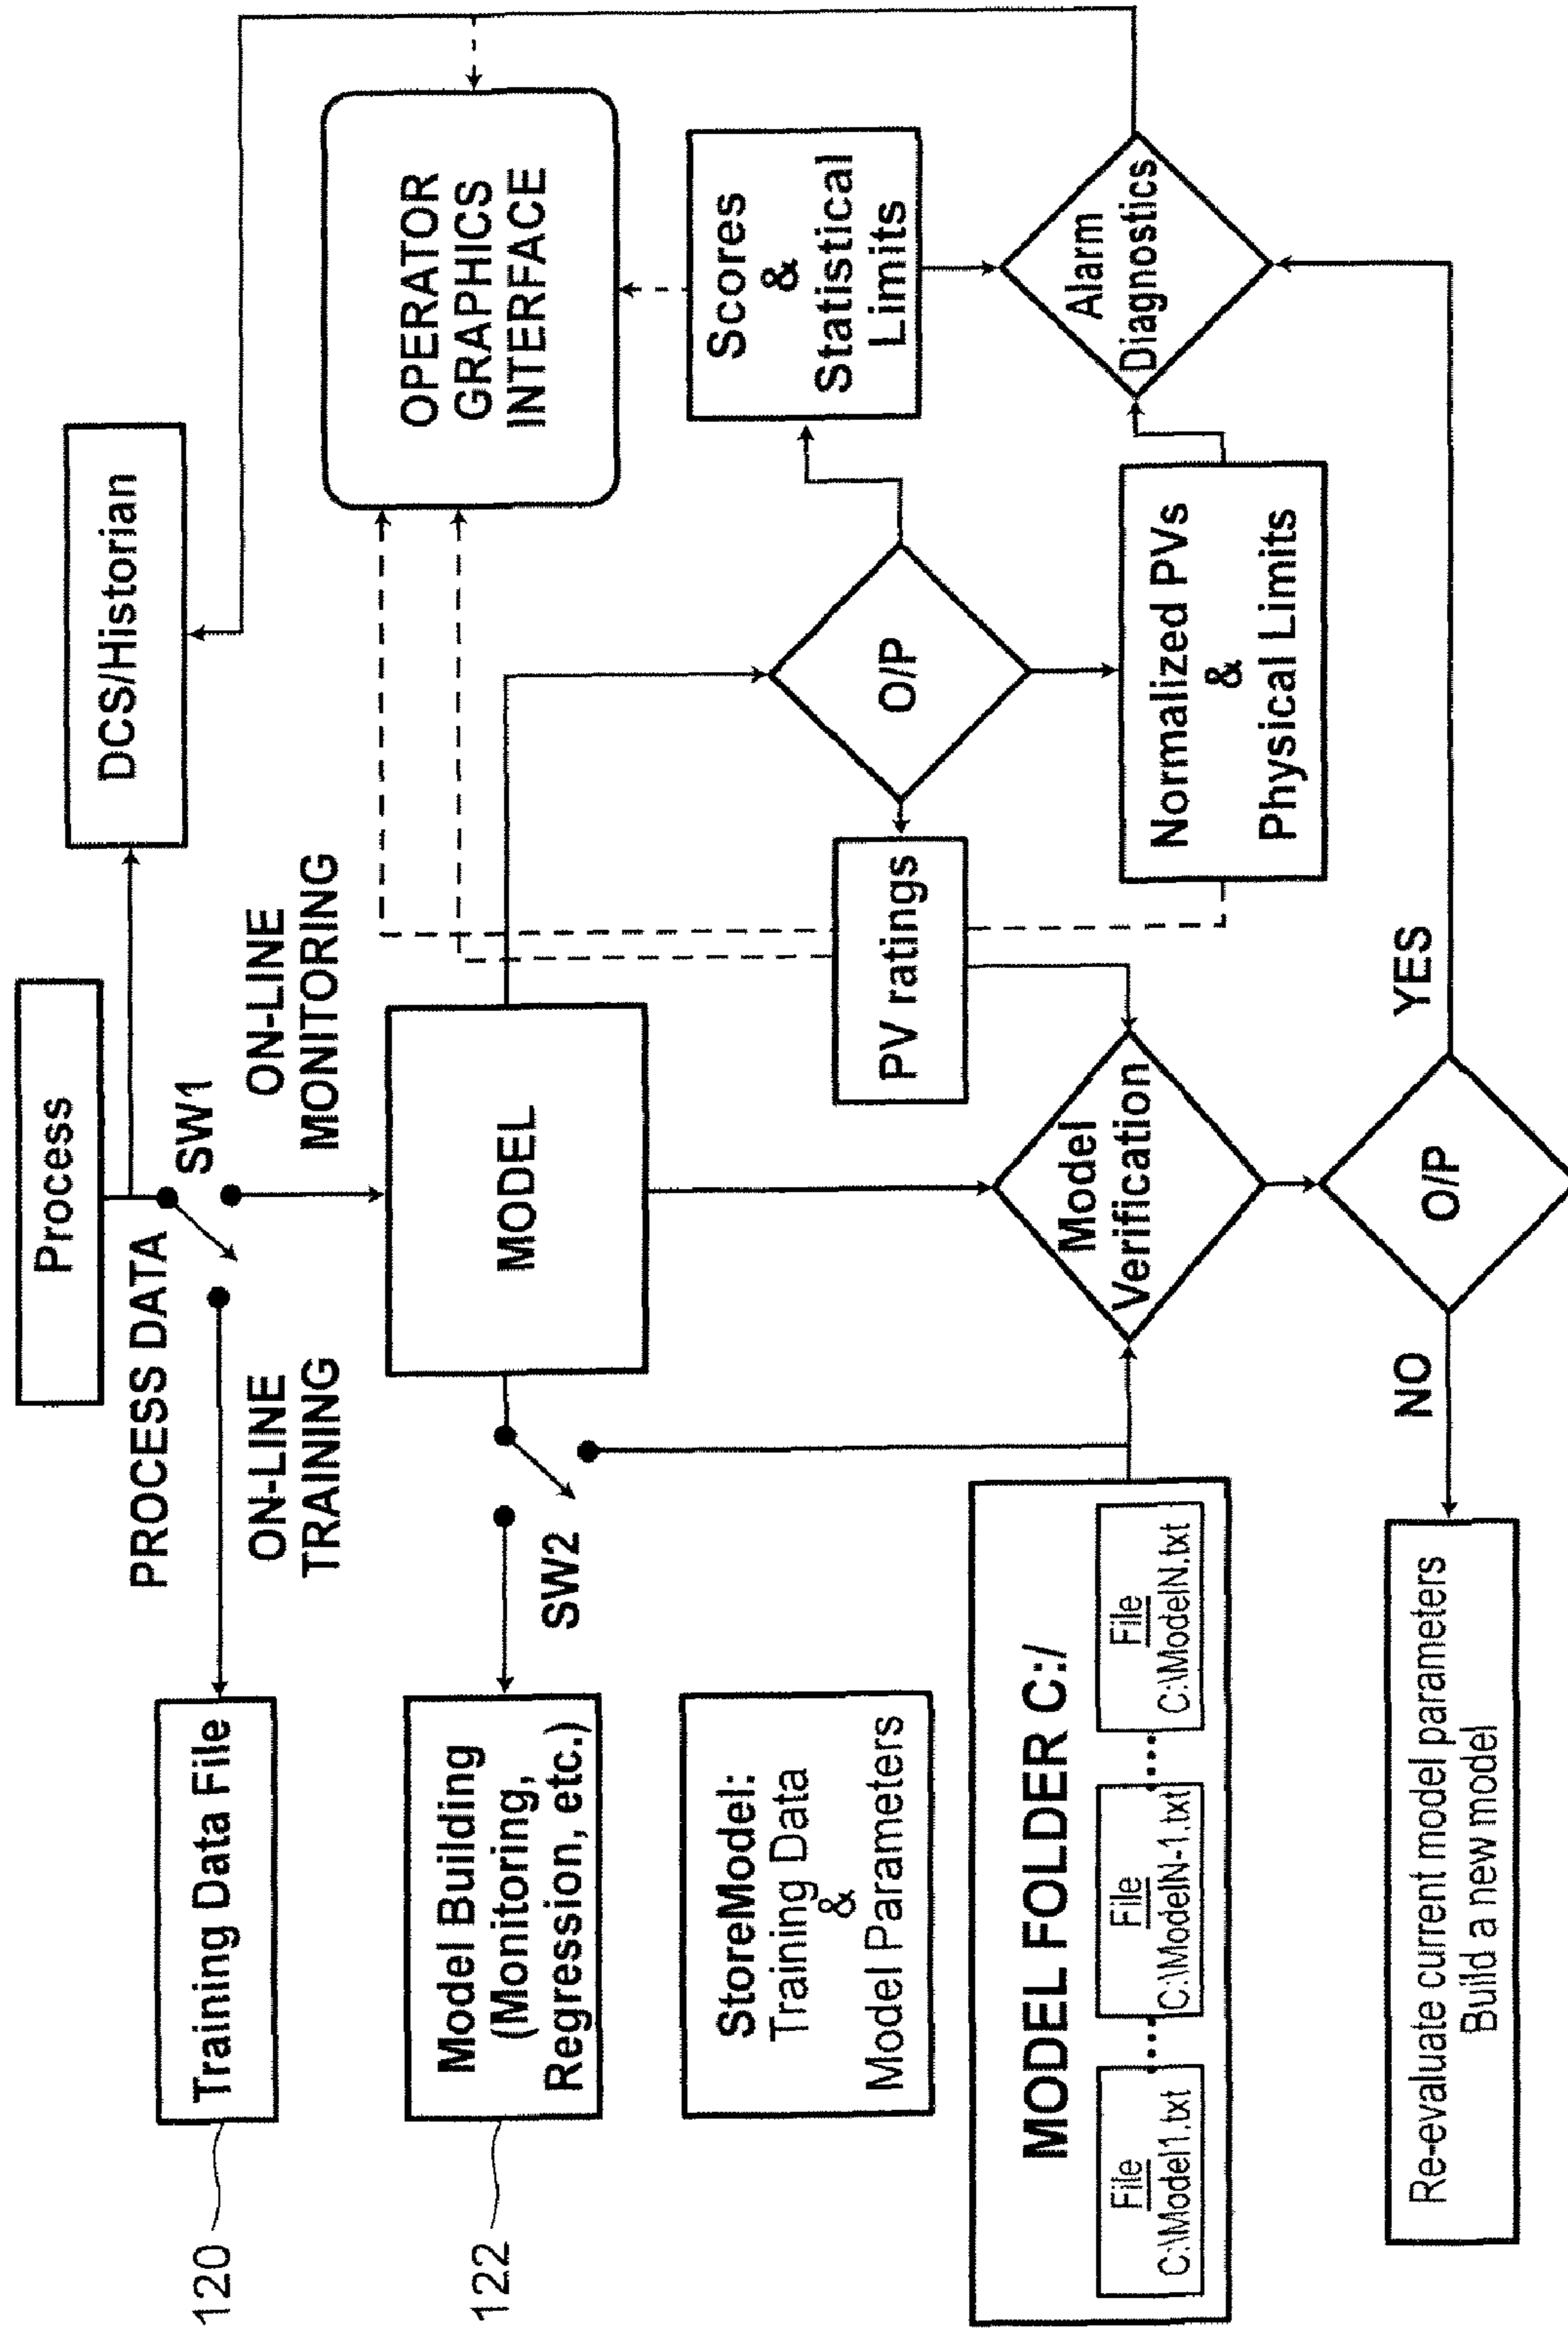 Process
DCS/Historian
PROCESS DATA
SW1
Training Data File
120
ON-LINE
TRAINING
ON-LINE
MONITORING
OPERATOR
GRAPHICS
INTERFACE
Model Building
(Monitoring,
Regression, etc.)
122
SW2
MODEL
StoreModel:
Training Data
&
Model Parameters
PV ratings
O/P
Scores
&
Statistical
Limits
MODEL FOLDER C:/
File
C:\Model1.txt
....
File
C:\ModelN-1.txt
....
File
C:\ModelN.txt
Model
Verification
Normalized PVs
&
Physical Limits
Alarm
Diagnostics
Re-evaluate current model parameters
Build a new model
NO
O/P
YES